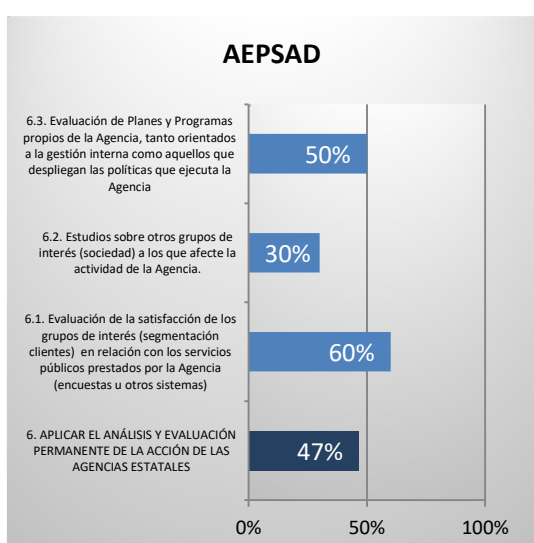 AEPSAD
6.3. Evaluación de Planes y Programas
propios de la Agencia, tanto orientados
a la gestión interna como aquellos que
despliegan las políticas que ejecuta la
Agencia
50%
6.2. Estudios sobre otros grupos de
interés (sociedad) a los que afecte la
actividad de la Agencia.
30%
6.1. Evaluación de la satisfacción de los
grupos de interés (segmentación
clientes) en relación con los servicios
públicos prestados por la Agencia
(encuestas u otros sistemas)
60%
6. APLICAR EL ANÁLISIS Y EVALUACIÓN
PERMANENTE DE LA ACCIÓN DE LAS
AGENCIAS ESTATALES
47%
0% 50% 100%